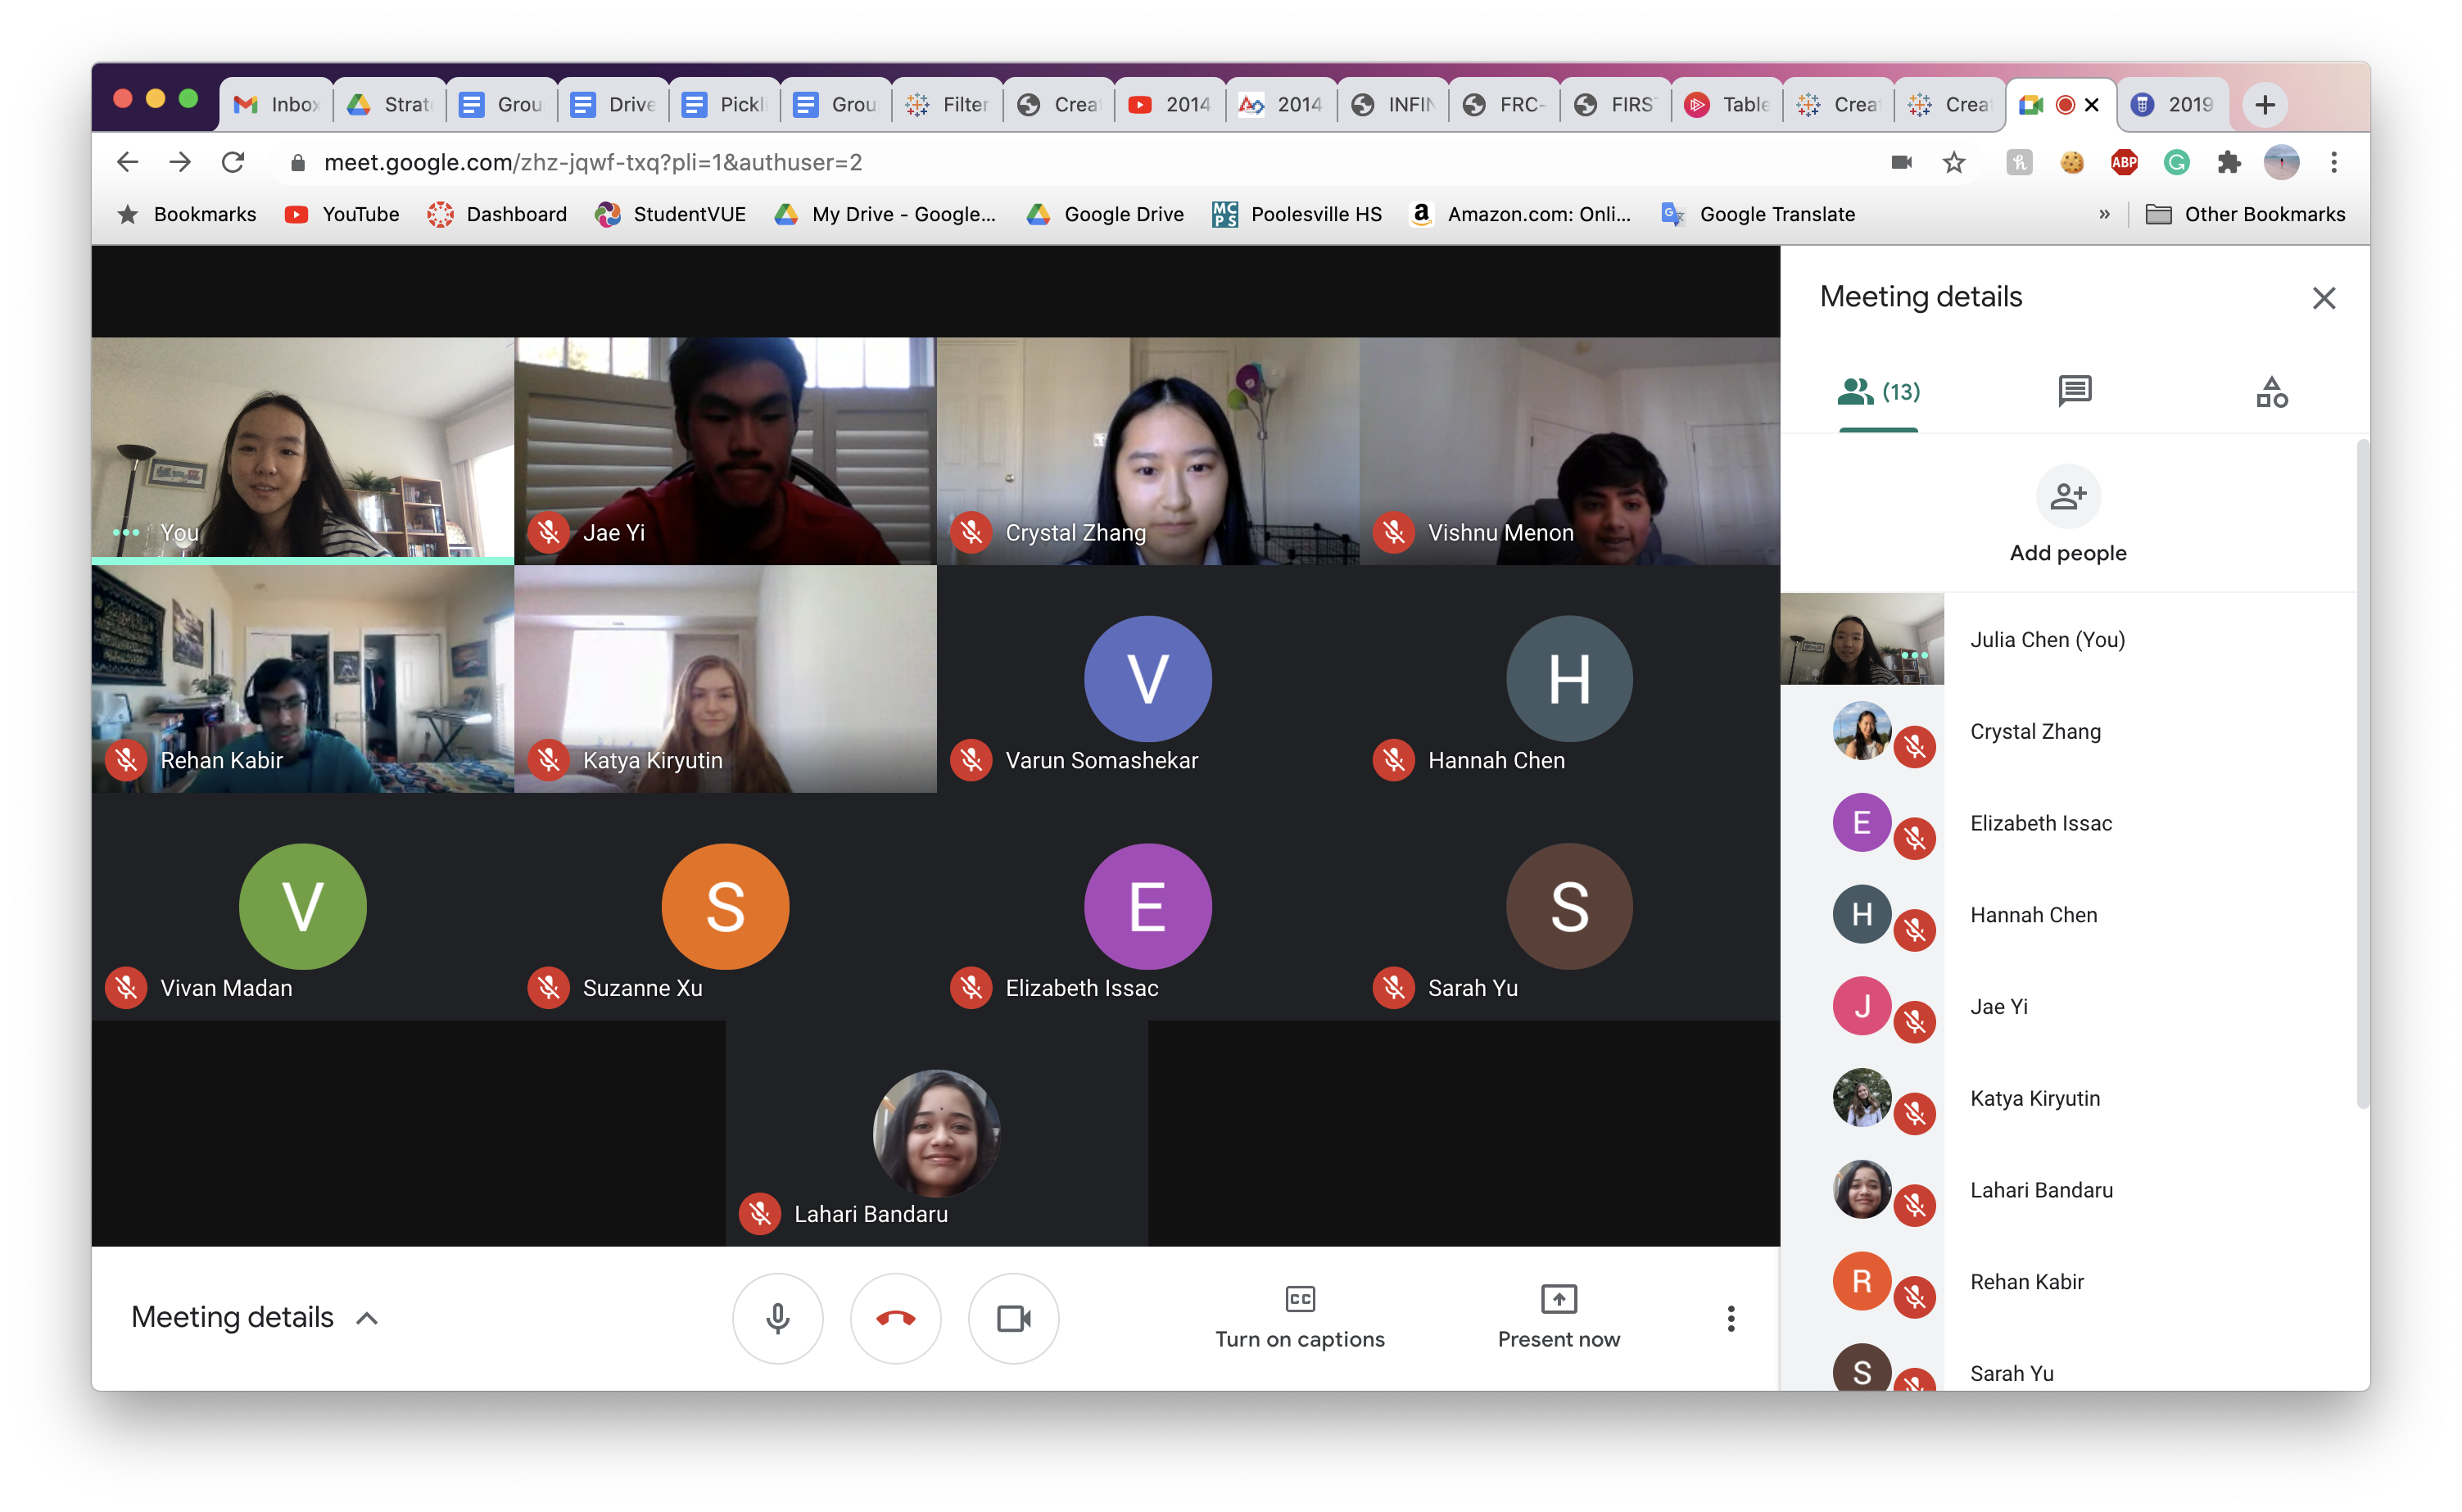 Inbox Strat Grou Drive Pickl Grou Filter Crea 2014 2014 INFIN FRC- FIRS Table Crea Crea 2019
meet.google.com/zhz-jqwf-txq?pli=1&authuser=2
ABP
Bookmarks YouTube Dashboard StudentVUE My Drive - Google... Google Drive MCPS Poolesville HS Amazon.com: Onli... Google Translate » Other Bookmarks
Meeting details
(13)
Add people
You
Jae Yi
Crystal Zhang
Vishnu Menon
Rehan Kabir
Katya Kiryutin
V
Varun Somashekar
H
Hannah Chen
V
Vivan Madan
S
Suzanne Xu
E
Elizabeth Issac
S
Sarah Yu
Lahari Bandaru
Julia Chen (You)
Crystal Zhang
E Elizabeth Issac
H Hannah Chen
J Jae Yi
Katya Kiryutin
Lahari Bandaru
R Rehan Kabir
S Sarah Yu
Meeting details
CC
Turn on captions
Present now